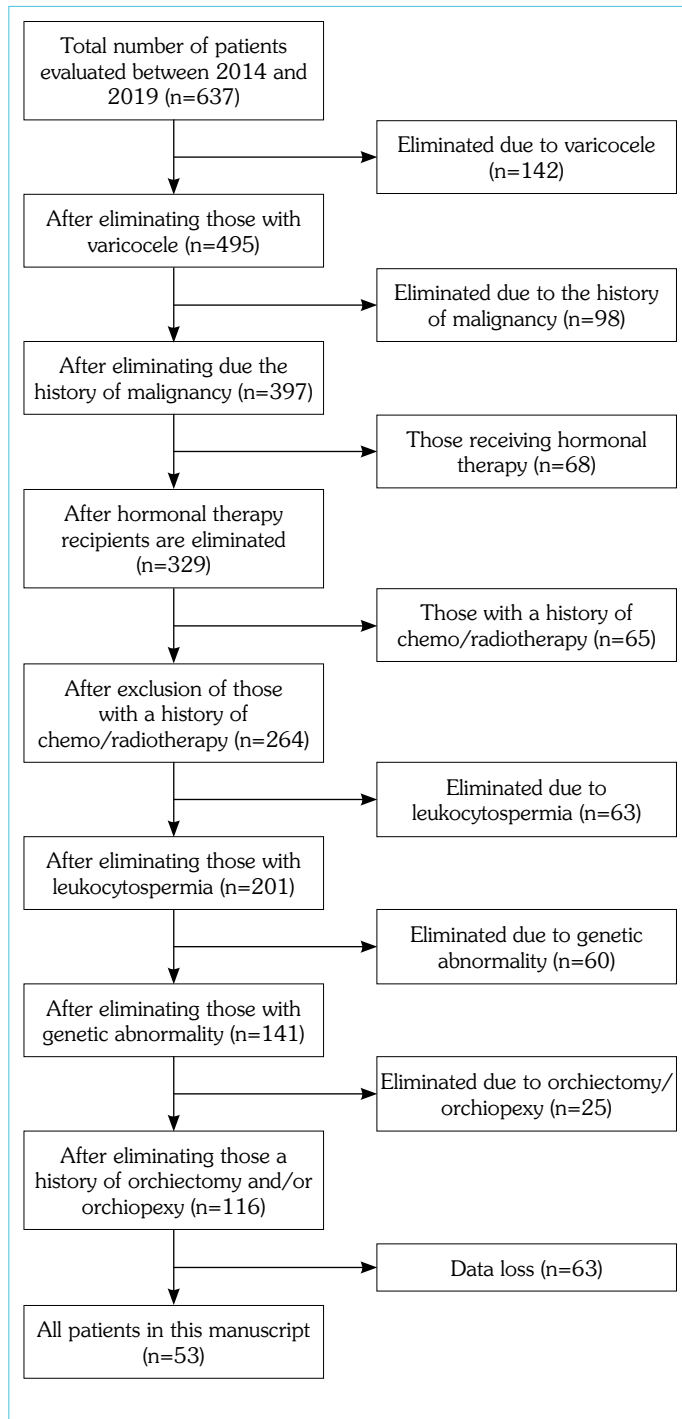 Total number of patients
evaluated between 2014 and
2019 (n=637)
Eliminated due to varicocele
(n=142)
After eliminating those with
varicocele (n=495)
Eliminated due to the history
of malignancy (n=98)
After eliminating due the
history of malignancy (n=397)
Those receiving hormonal
therapy (n=68)
After hormonal therapy
recipients are eliminated
(n=329)
Those with a history of
chemo/radiotherapy (n=65)
After exclusion of those
with a history of
chemo/radiotherapy (n=264)
Eliminated due to
leukocytospermia (n=63)
After eliminating those with
leukocytospermia (n=201)
Eliminated due to genetic
abnormality (n=60)
After eliminating those with
genetic abnormality (n=141)
Eliminated due to orchiectomy/
orchiopexy (n=25)
After eliminating those a
history of orchiectomy and/or
orchiopexy (n=116)
Data loss (n=63)
All patients in this manuscript
(n=53)